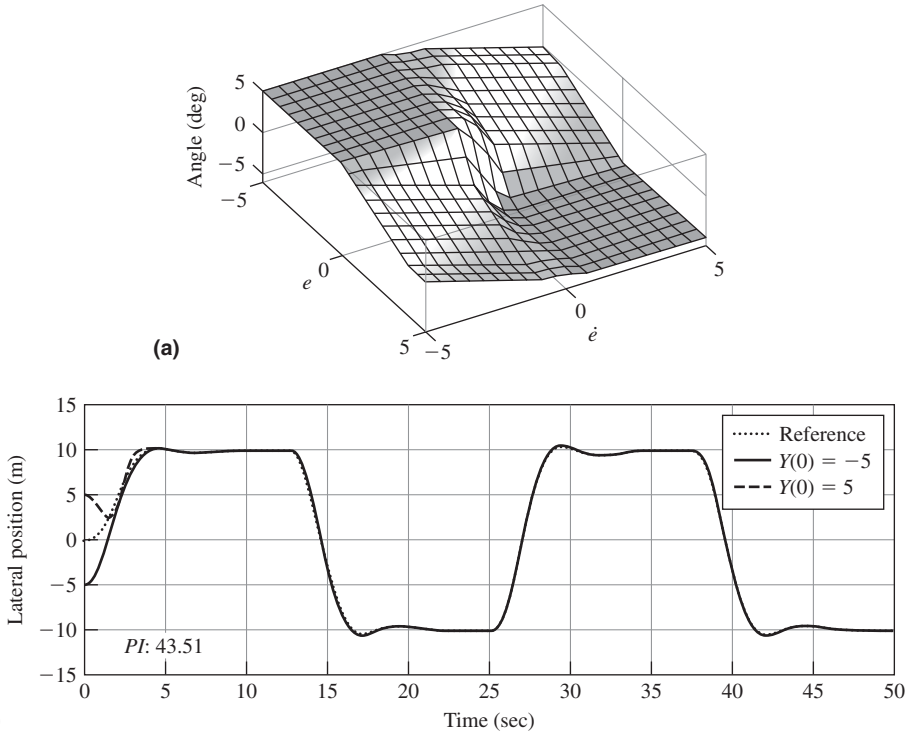 5
0
−5
Angle (deg)
−5
0
e
5
−5
0
ė
5
(a)
15
10
5
0
−5
−10
−15
Lateral position (m)
Reference
Y(0) = −5
Y(0) = 5
PI: 43.51
0 5 10 15 20 25 30 35 40 45 50
Time (sec)